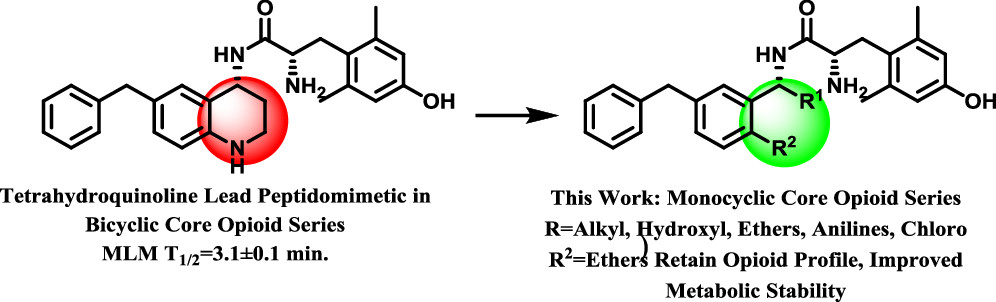 O
HN
NH2
OH
N
H
O
HN
NH2
R1
R2
OH
Tetrahydroquinoline Lead Peptidomimetic in
Bicyclic Core Opioid Series
MLM T1/2=3.1±0.1 min.
This Work: Monocyclic Core Opioid Series
R=Alkyl, Hydroxyl, Ethers, Anilines, Chloro
R2=Ethers Retain Opioid Profile, Improved
Metabolic Stability